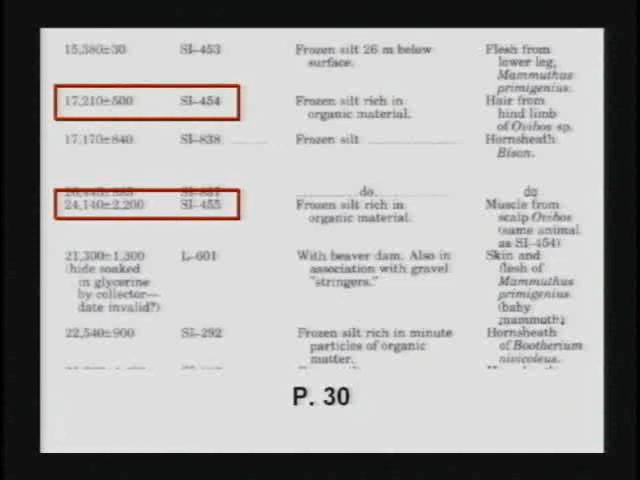 15,380±30 SI–453 Frozen silt 26 m below Flesh from
surface. lower leg,
Mammuthus
primigenius.
17,210±500 SI–454 Frozen silt rich in Hair from
organic material. hind limb
of Ovibos sp.
17,170±840 SI–838 Frozen silt Hornsheath
Bison.
do do
24,140±2,200 SI–455 Frozen silt rich in Muscle from
organic material. scalp Ovibos
(same animal
as SI–454)
21,300±1,300 L–601 With beaver dam. Also in Skin and
(hide soaked association with gravel flesh of
in glycerine "stringers." Mammuthus
by collector— primigenius
date invalid?) (baby
mammoth)
22,540±900 SI–292 Frozen silt rich in minute Hornsheath
particles of organic of Bootherium
matter. nivicoleus.
P. 30